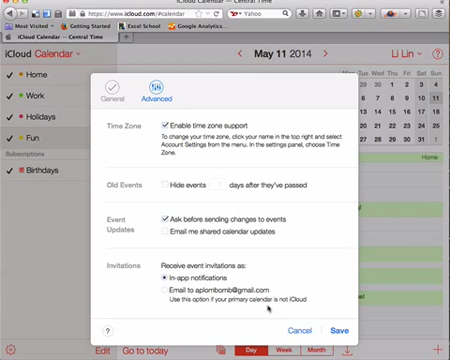 iCloud Calendar — Central Time
www.icloud.com/#calendar
Yahoo
Most Visited
Getting Started
Excel School
Google Analytics
iCloud Calendar — Central Time
iCloud Calendar
May 11 2014
Li Lin
Home
Work
Holidays
Fun
Subscriptions
Birthdays
General
Advanced
Time Zone
Enable time zone support
To change your time zone, click your name in the top right and select
Account Settings from the menu. In the settings panel, choose Time
Zone.
Old Events
Hide events 1 days after they've passed
Event
Updates
Ask before sending changes to events
Email me shared calendar updates
Invitations
Receive event invitations as:
In-app notifications
Email to aplombomb@gmail.com
Use this option if your primary calendar is not iCloud
?
Cancel
Save
Home
Edit
Go to today
Day
Week
Month